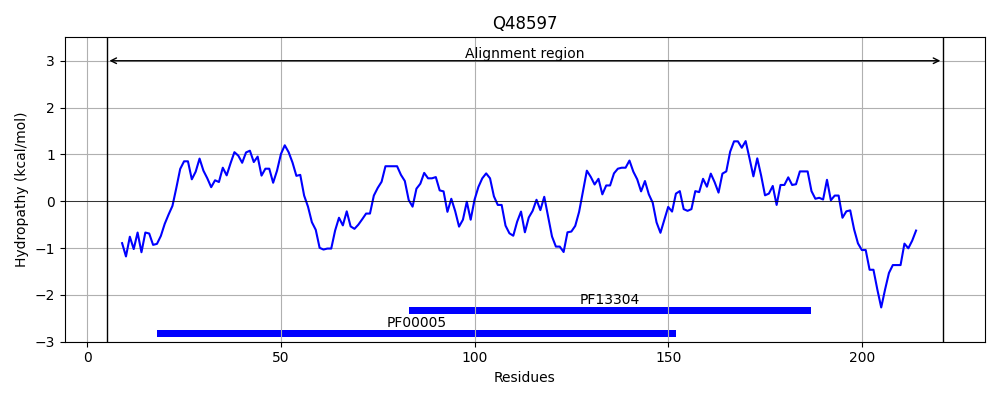 Q48597
Alignment region
3
2
1
0
−1
−2
−3
Hydropathy (kcal/mol)
PF13304
PF00005
0
50
100
150
200
Residues